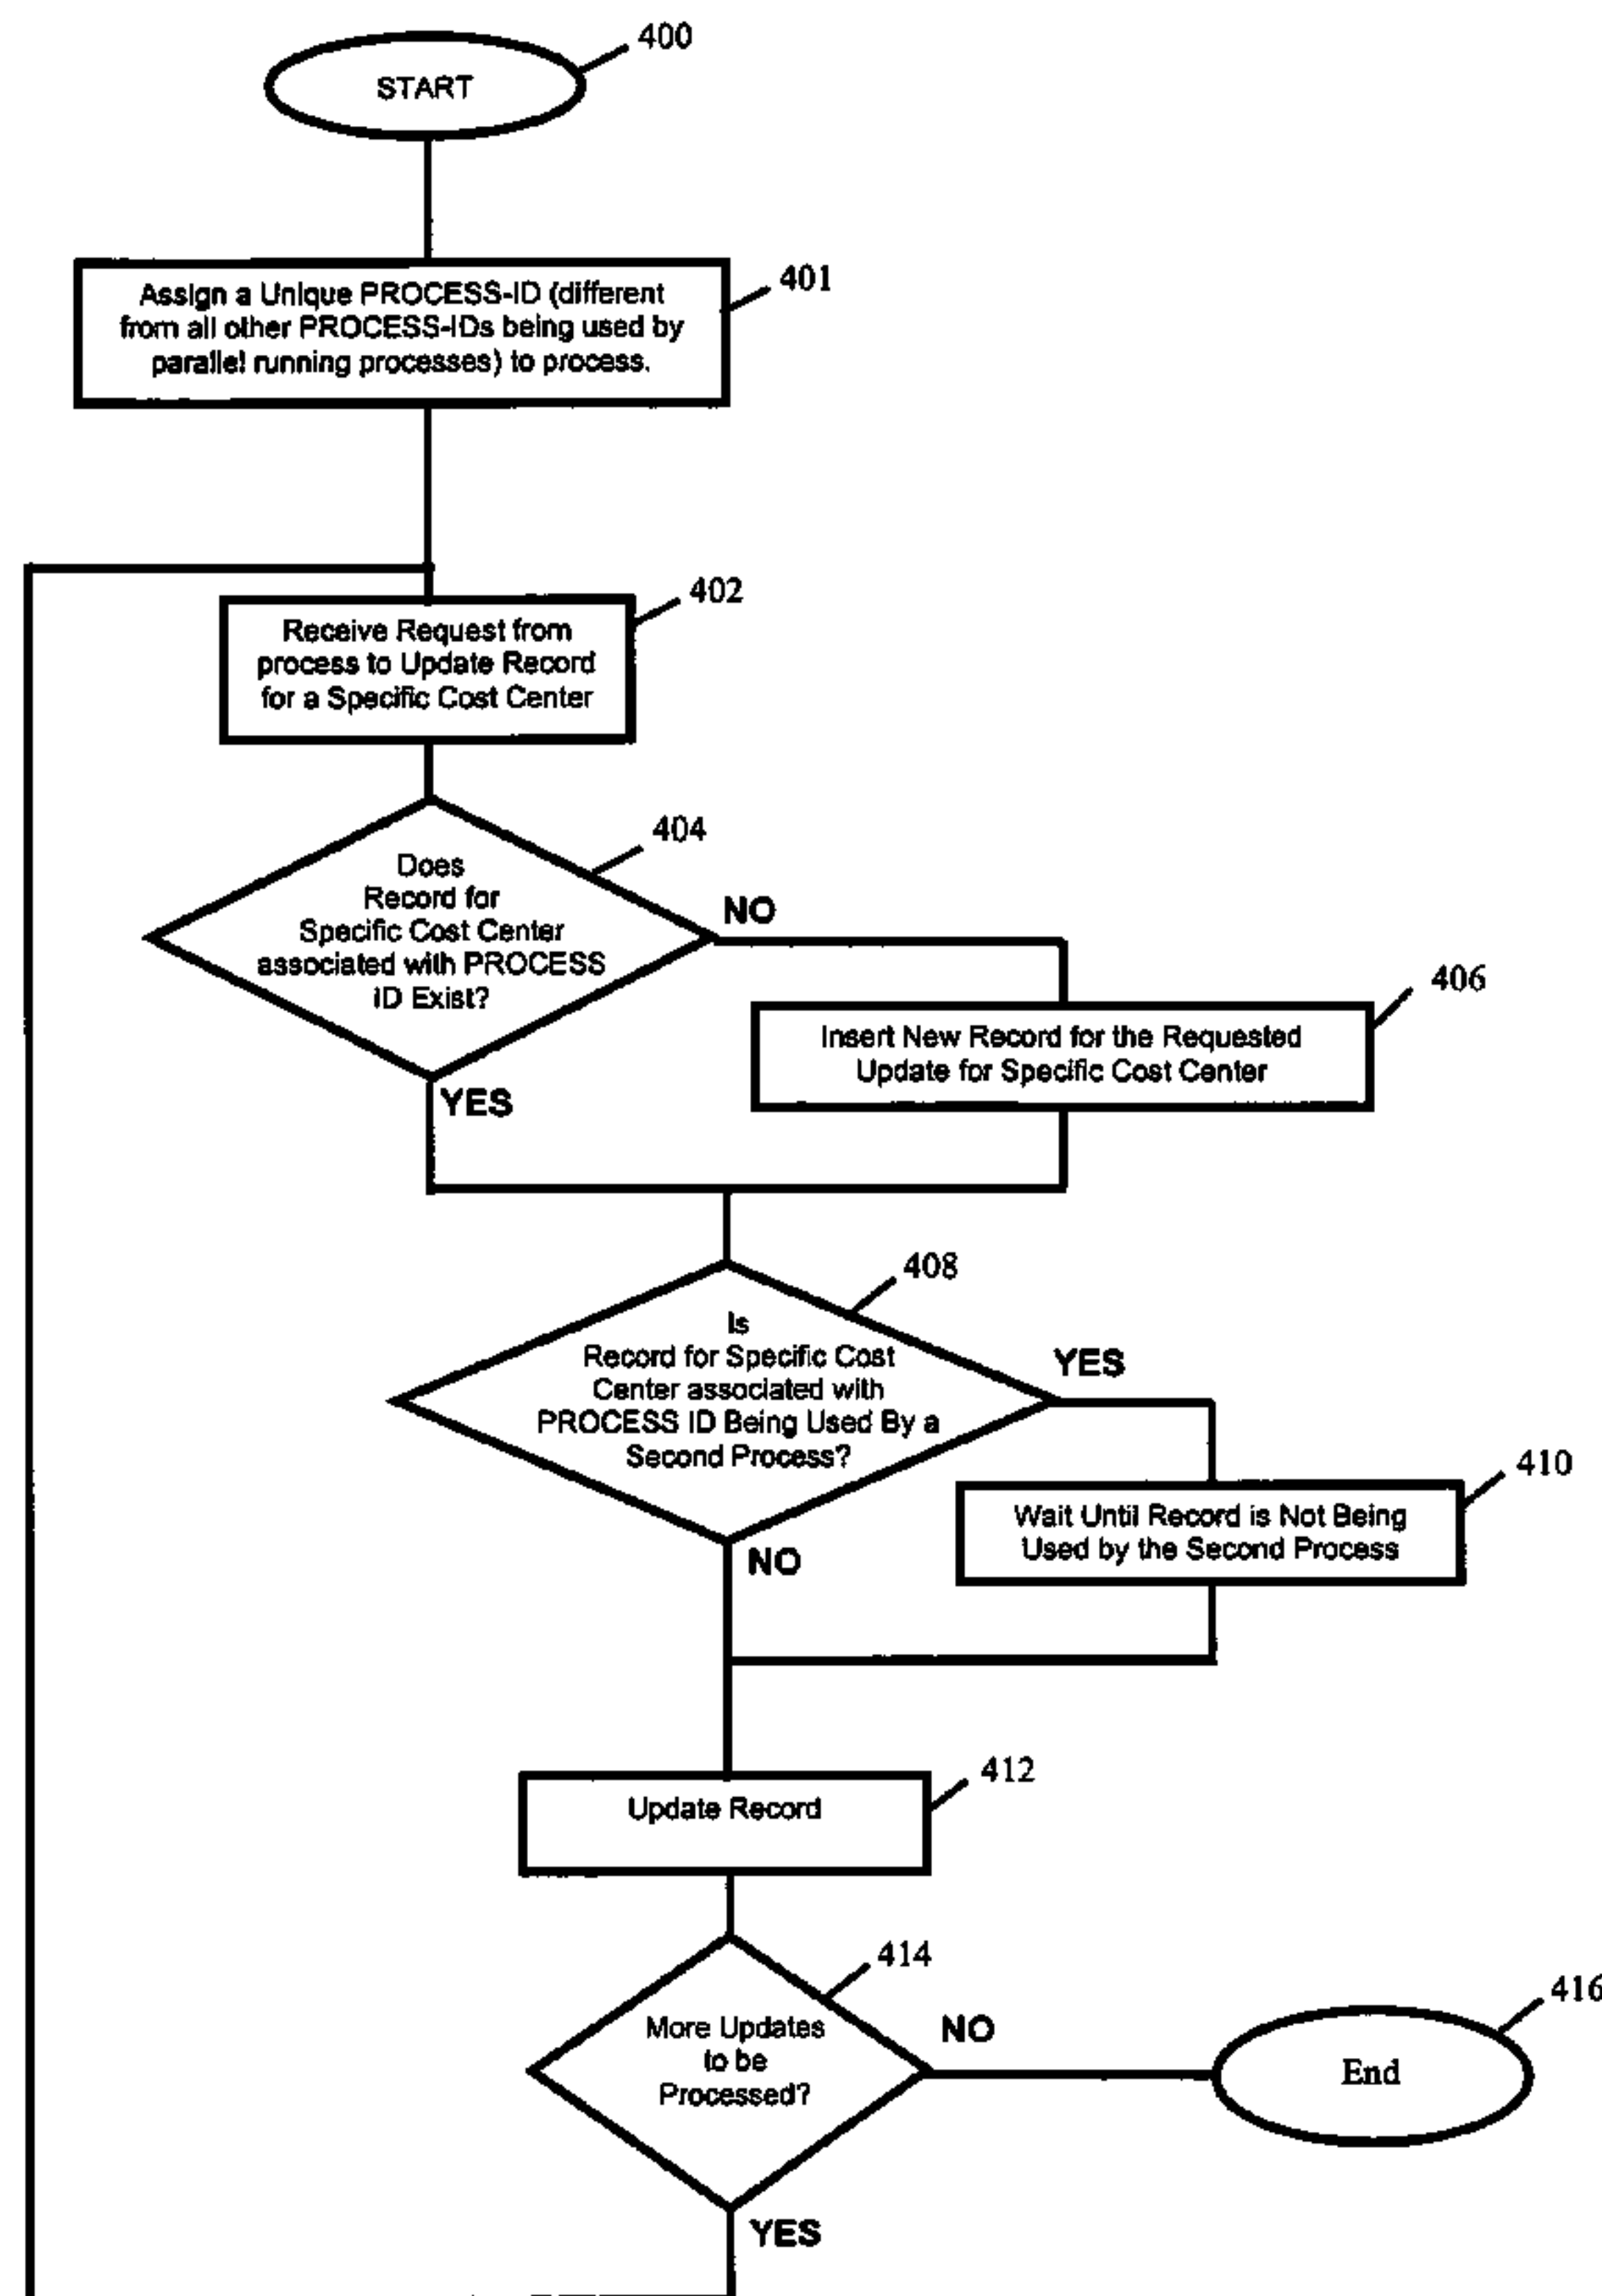 400
START
401
Assign a Unique PROCESS-ID (different
from all other PROCESS-IDs being used by
parallel running processes) to process.
402
Receive Request from
process to Update Record
for a Specific Cost Center
404
Does
Record for
Specific Cost Center
associated with PROCESS
ID Exist?
NO
406
Insert New Record for the Requested
Update for Specific Cost Center
YES
408
Is
Record for Specific Cost
Center associated with
PROCESS ID Being Used By a
Second Process?
YES
410
Wait Until Record is Not Being
Used by the Second Process
NO
412
Update Record
414
More Updates
to be
Processed?
NO
416
End
YES